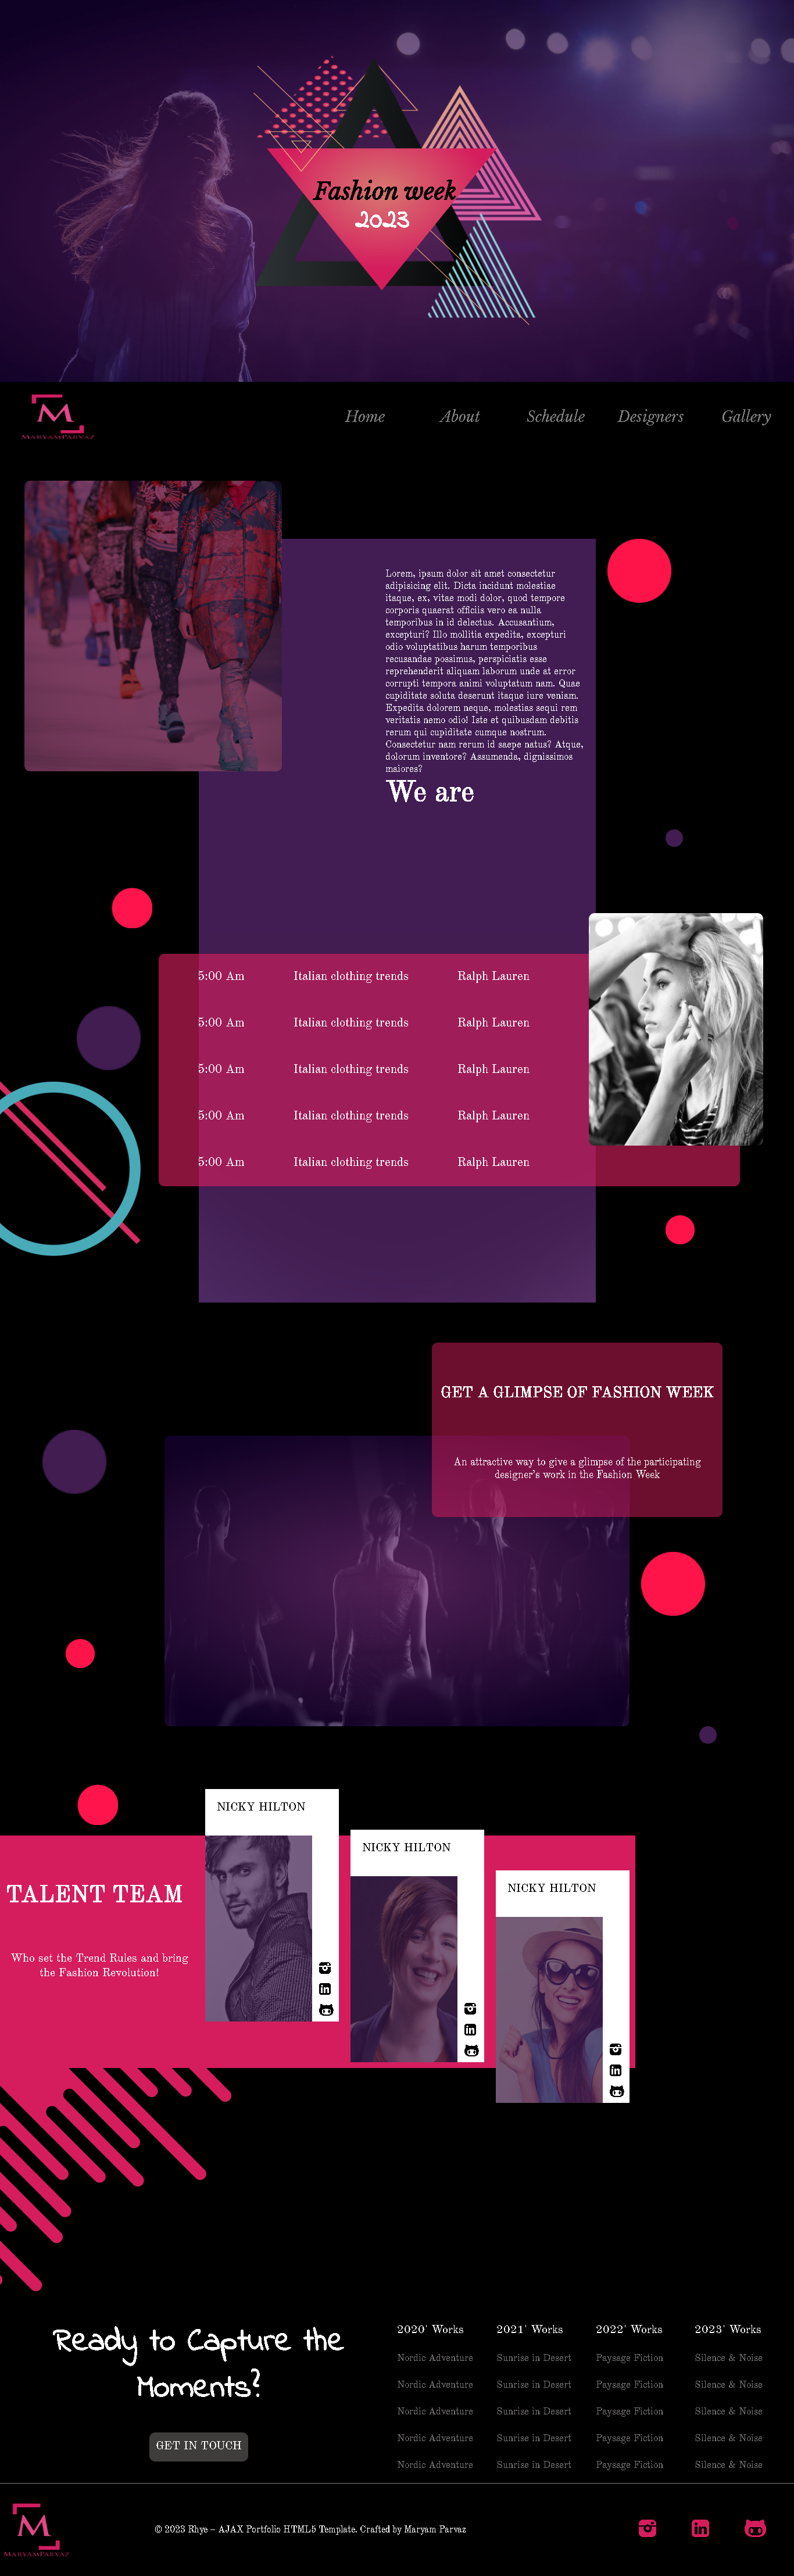 Fashion week
2023
M
MARYAMPARVAZ
Home About Schedule Designers Gallery
Lorem, ipsum dolor sit amet consectetur
adipisicing elit. Dicta incidunt molestiae
itaque, ex, vitae modi dolor, quod tempore
corporis quaerat officiis vero ea nulla
temporibus in id delectus. Accusantium,
excepturi? Illo mollitia expedita, excepturi
odio voluptatibus harum temporibus
recusandae possimus, perspiciatis esse
reprehenderit aliquam laborum unde at error
corrupti tempora animi voluptatum nam. Quae
cupiditate soluta deserunt itaque iure veniam.
Expedita dolorem neque, molestias sequi rem
veritatis nemo odio! Iste et quibusdam debitis
rerum qui cupiditate cumque nostrum.
Consectetur nam rerum id saepe natus? Atque,
dolorum inventore? Assumenda, dignissimos
maiores?
We are
5:00 Am Italian clothing trends Ralph Lauren
5:00 Am Italian clothing trends Ralph Lauren
5:00 Am Italian clothing trends Ralph Lauren
5:00 Am Italian clothing trends Ralph Lauren
5:00 Am Italian clothing trends Ralph Lauren
GET A GLIMPSE OF FASHION WEEK
An attractive way to give a glimpse of the participating
designer's work in the Fashion Week
TALENT TEAM
Who set the Trend Rules and bring
the Fashion Revolution!
NICKY HILTON
NICKY HILTON
NICKY HILTON
Ready to Capture the
Moments?
GET IN TOUCH
2020' Works 2021' Works 2022' Works 2023' Works
Nordic Adventure Sunrise in Desert Paysage Fiction Silence & Noise
Nordic Adventure Sunrise in Desert Paysage Fiction Silence & Noise
Nordic Adventure Sunrise in Desert Paysage Fiction Silence & Noise
Nordic Adventure Sunrise in Desert Paysage Fiction Silence & Noise
Nordic Adventure Sunrise in Desert Paysage Fiction Silence & Noise
M
MARYAMPARVAZ
© 2023 Rhye – AJAX Portfolio HTML5 Template. Crafted by Maryam Parvaz